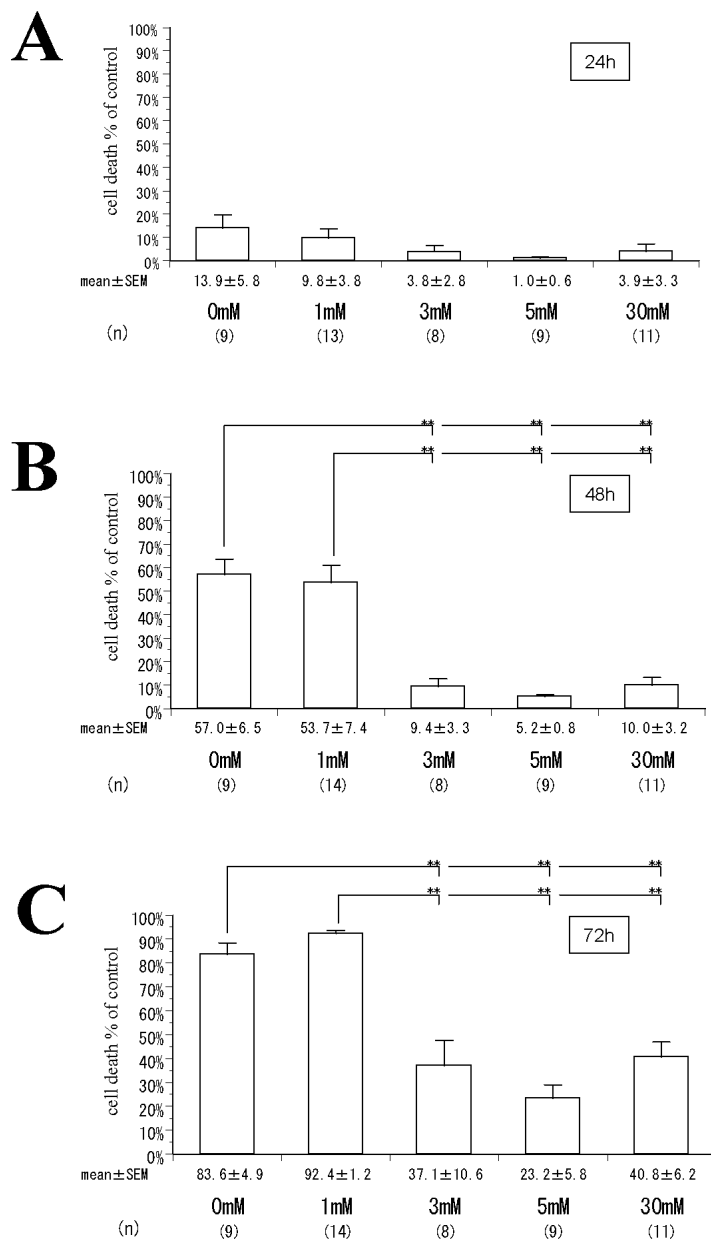 A
24h
cell death % of control
100%
90%
80%
70%
60%
50%
40%
30%
20%
10%
0%
mean±SEM 13.9±5.8 9.8±3.8 3.8±2.8 1.0±0.6 3.9±3.3
0mM 1mM 3mM 5mM 30mM
(n) (9) (13) (8) (9) (11)
** ** **
** ** **
B
48h
cell death % of control
100%
90%
80%
70%
60%
50%
40%
30%
20%
10%
0%
mean±SEM 57.0±6.5 53.7±7.4 9.4±3.3 5.2±0.8 10.0±3.2
0mM 1mM 3mM 5mM 30mM
(n) (9) (14) (8) (9) (11)
** ** **
** ** **
C
72h
cell death % of control
100%
90%
80%
70%
60%
50%
40%
30%
20%
10%
0%
mean±SEM 83.6±4.9 92.4±1.2 37.1±10.6 23.2±5.8 40.8±6.2
0mM 1mM 3mM 5mM 30mM
(n) (9) (14) (8) (9) (11)